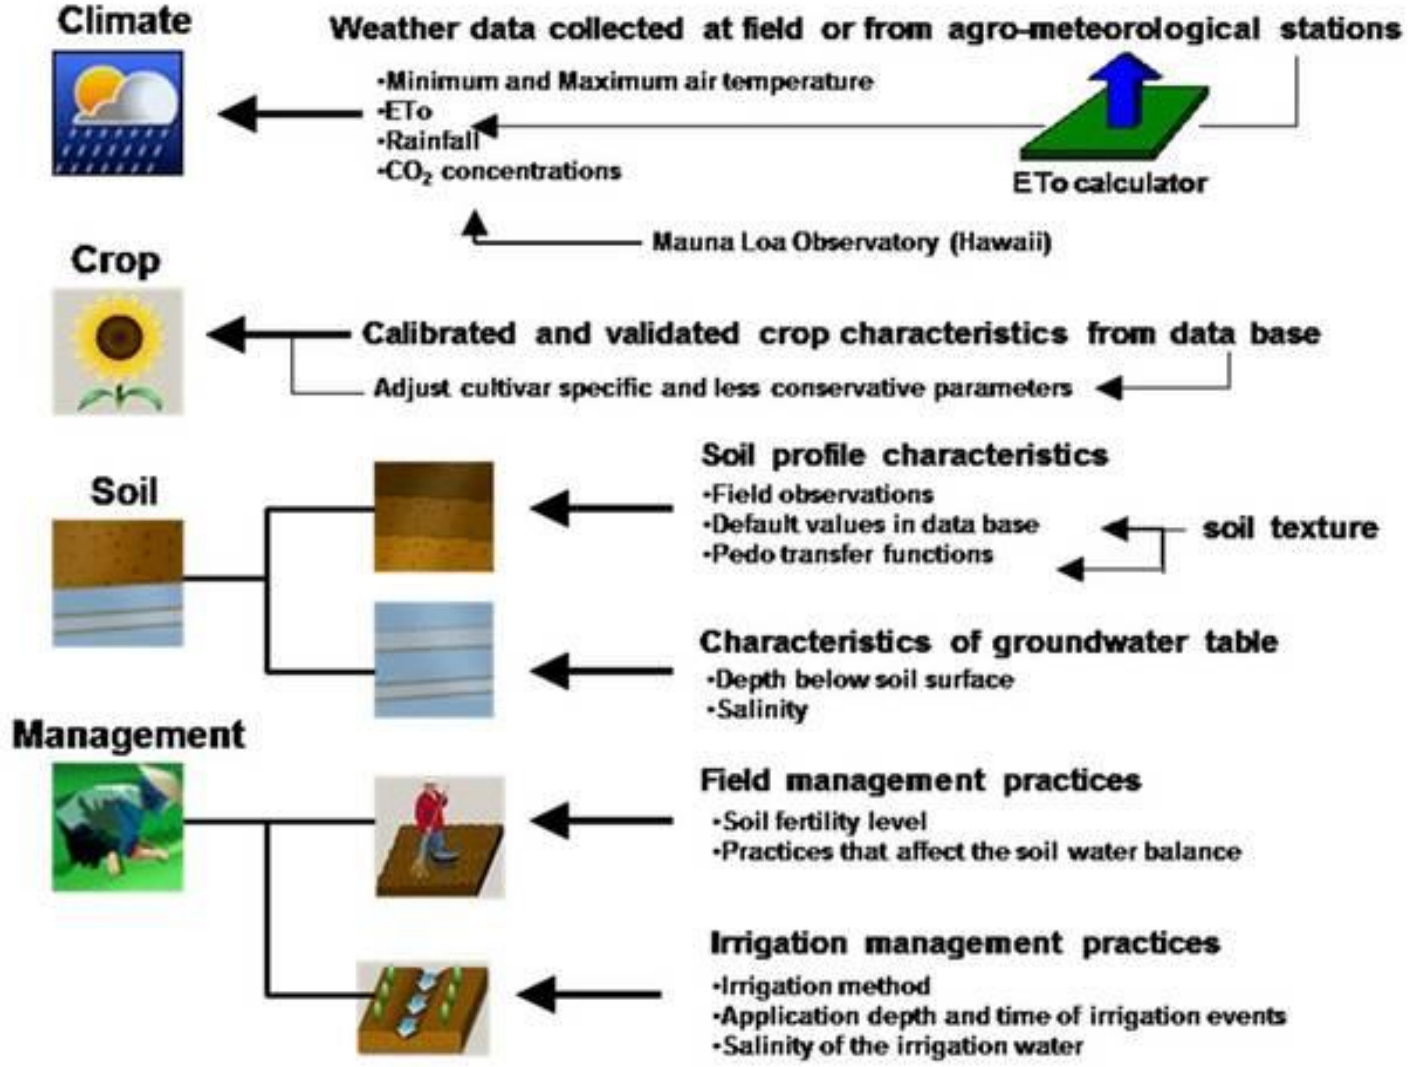 Climate
Weather data collected at field or from agro-meteorological stations
•Minimum and Maximum air temperature
•ETo
•Rainfall
•CO₂ concentrations
ETo calculator
Mauna Loa Observatory (Hawaii)
Crop
Calibrated and validated crop characteristics from data base
Adjust cultivar specific and less conservative parameters
Soil
Soil profile characteristics
•Field observations
•Default values in data base
•Pedo transfer functions
soil texture
Characteristics of groundwater table
•Depth below soil surface
•Salinity
Management
Field management practices
•Soil fertility level
•Practices that affect the soil water balance
Irrigation management practices
•Irrigation method
•Application depth and time of irrigation events
•Salinity of the irrigation water